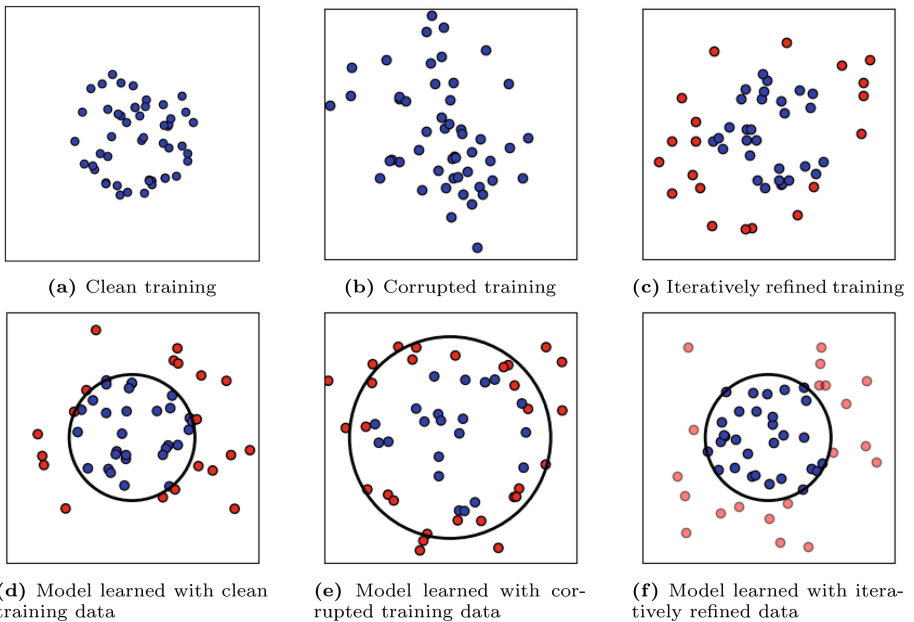 (a) Clean training
(b) Corrupted training
(c) Iteratively refined training
(d) Model learned with clean
training data
(e) Model learned with cor-
rupted training data
(f) Model learned with itera-
tively refined data